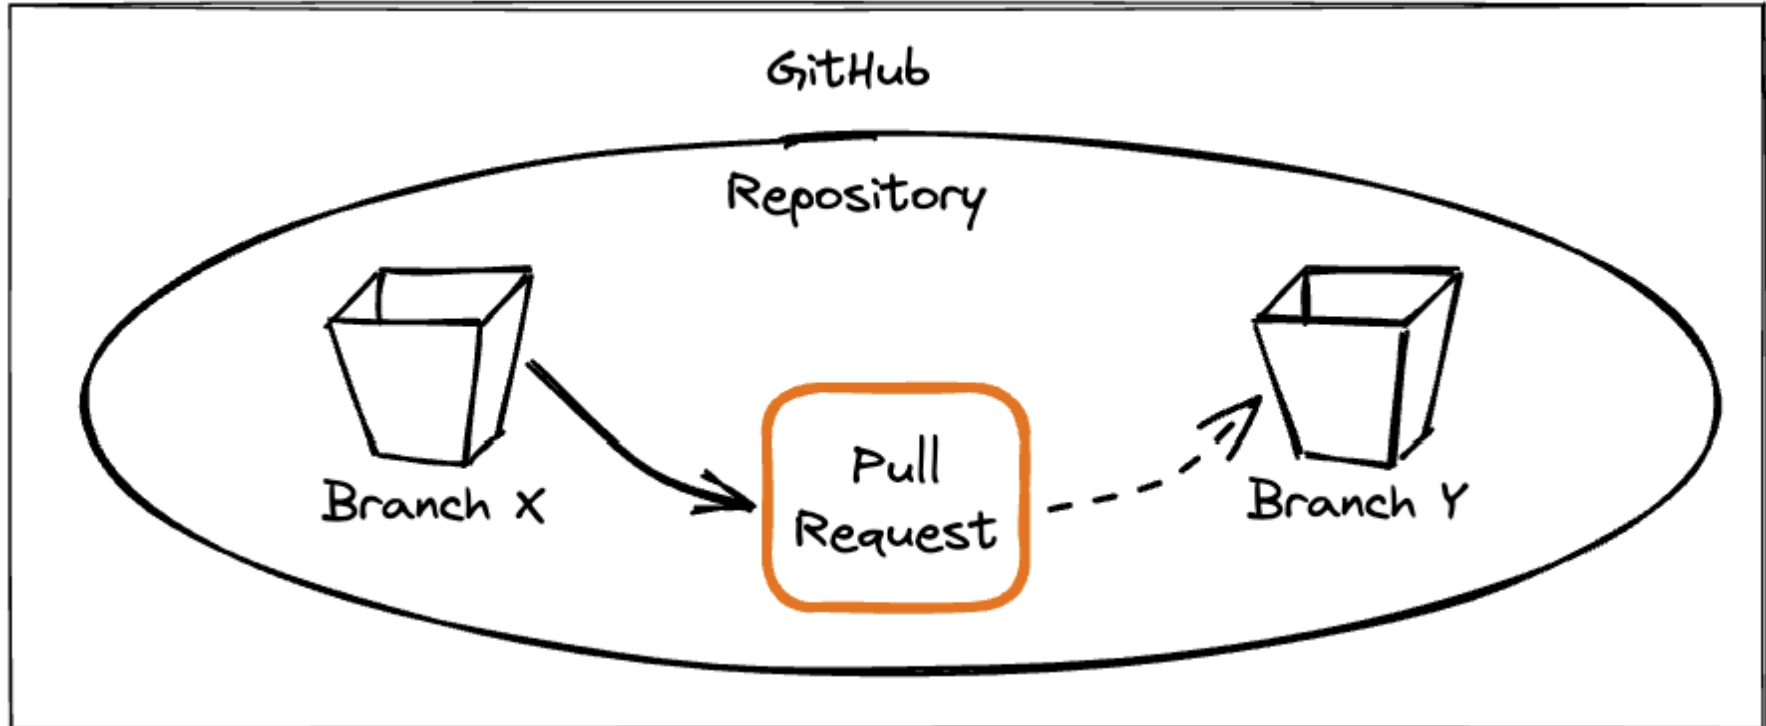 GitHub
Repository
Branch X
Pull
Request
Branch Y